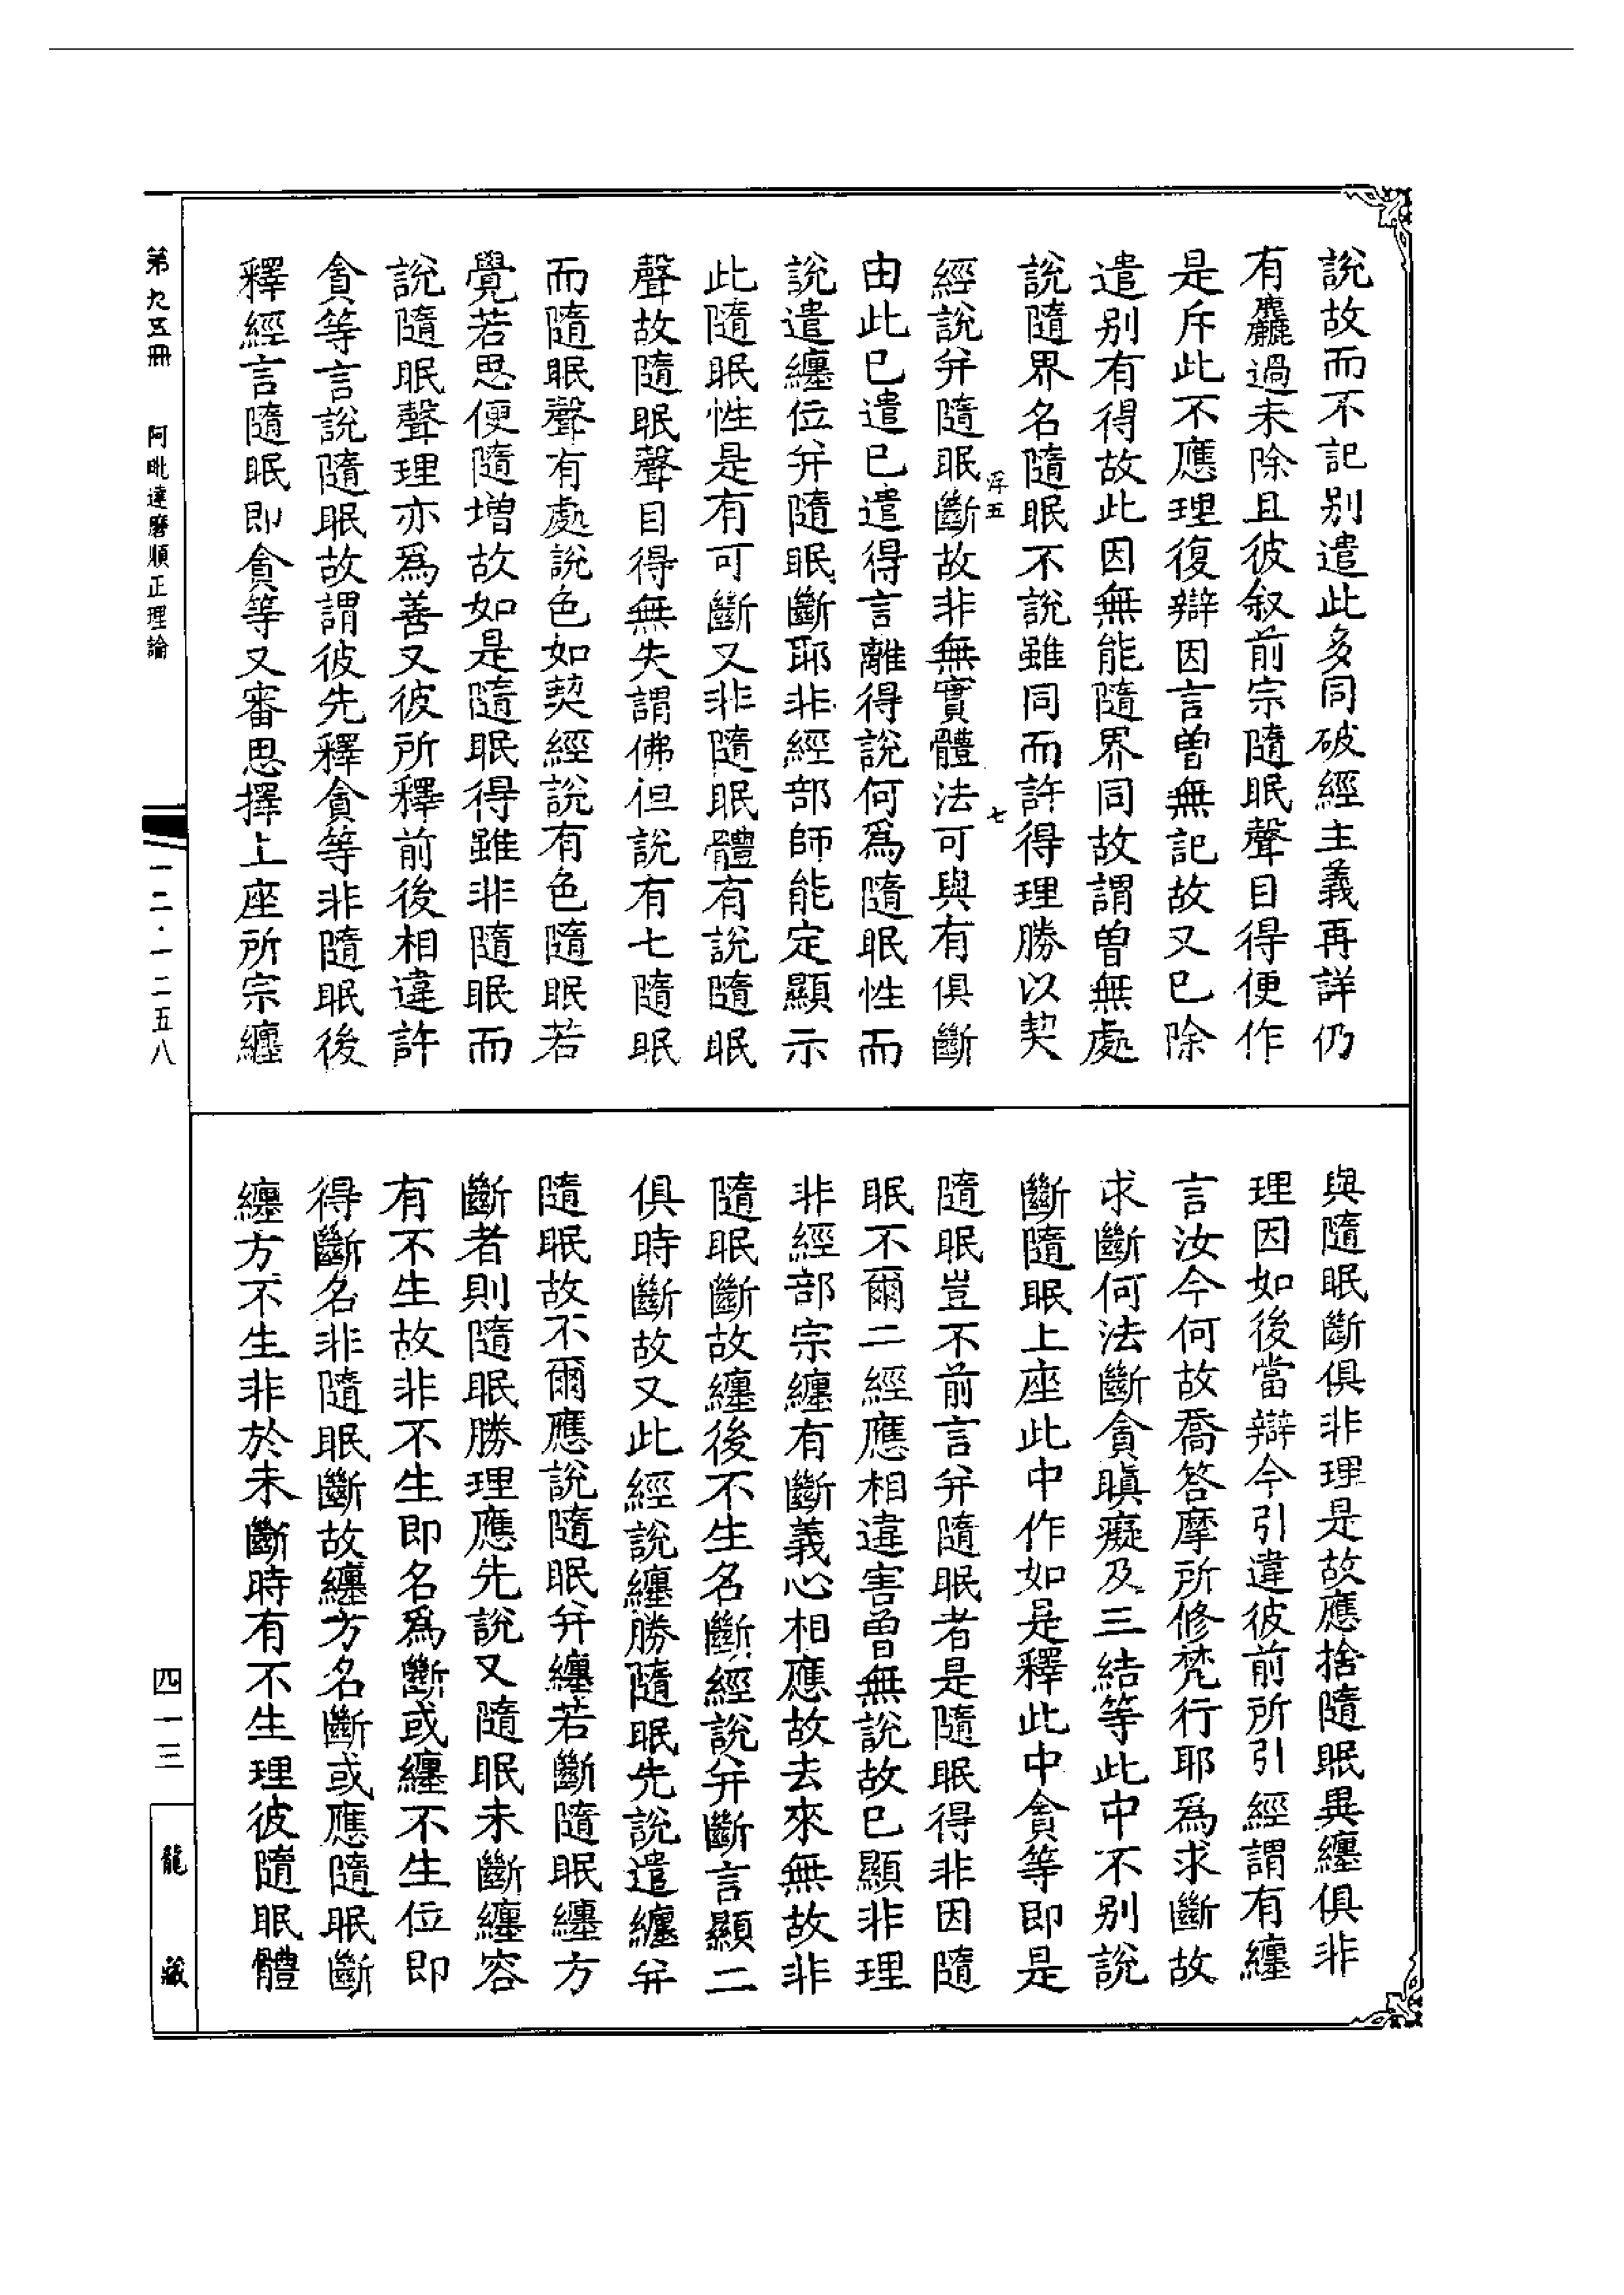 說故而不記別遣此多同破經主義再詳仍
有麤過未除且彼叙前宗隨眠聲目得便作
是斥此不應理復辯因言曾無記故又已除
遣別有得故此因無能隨界同故謂曾無處
說隨界名隨眠不說雖同而許得理勝以契
經說并隨眠斷故非無實體法可與有俱斷
由此已遣已遣得言離得說何爲隨眠性而
說遣纏位并隨眠斷耶非經部師能定顯示
此隨眠性是有可斷又非隨眠體有說隨眠
聲故隨眠聲目得無失謂佛但說有七隨眠
而隨眠聲有處說色如契經說有色隨眠若
覺若思便隨增故如是隨眠得雖非隨眠而
說隨眠聲理亦爲善又彼所釋前後相違許
貪等言說隨眠故謂彼先釋貪等非隨眠後
釋經言隨眠即貪等又審思擇上座所宗纏
與隨眠斷俱非理是故應捨隨眠異纏俱非
理因如後當辯今引違彼前所引經謂有纏
言汝今何故喬答摩所修梵行耶爲求斷故
求斷何法斷貪瞋癡及三結等此中不別說
斷隨眠上座此中作如是釋此中貪等即是
隨眠豈不前言并隨眠者是隨眠得非因隨
眠不爾二經應相違害曾無說故已顯非理
非經部宗纏有斷義心相應故去來無故非
隨眠斷故纏後不生名斷經說并斷言顯二
俱時斷故又此經說纏勝隨眠先說遣纏并
隨眠故不爾應說隨眠并纏若斷隨眠纏方
斷者則隨眠勝理應先說又隨眠未斷纏容
有不生故非不生即名爲斷或纏不生位即
得斷名非隨眠斷故纏方名斷或應隨眠斷
纏方不生非於未斷時有不生理彼隨眠體
第九五冊 阿毗達磨順正理論
一二·一二五八
四一三
龍藏